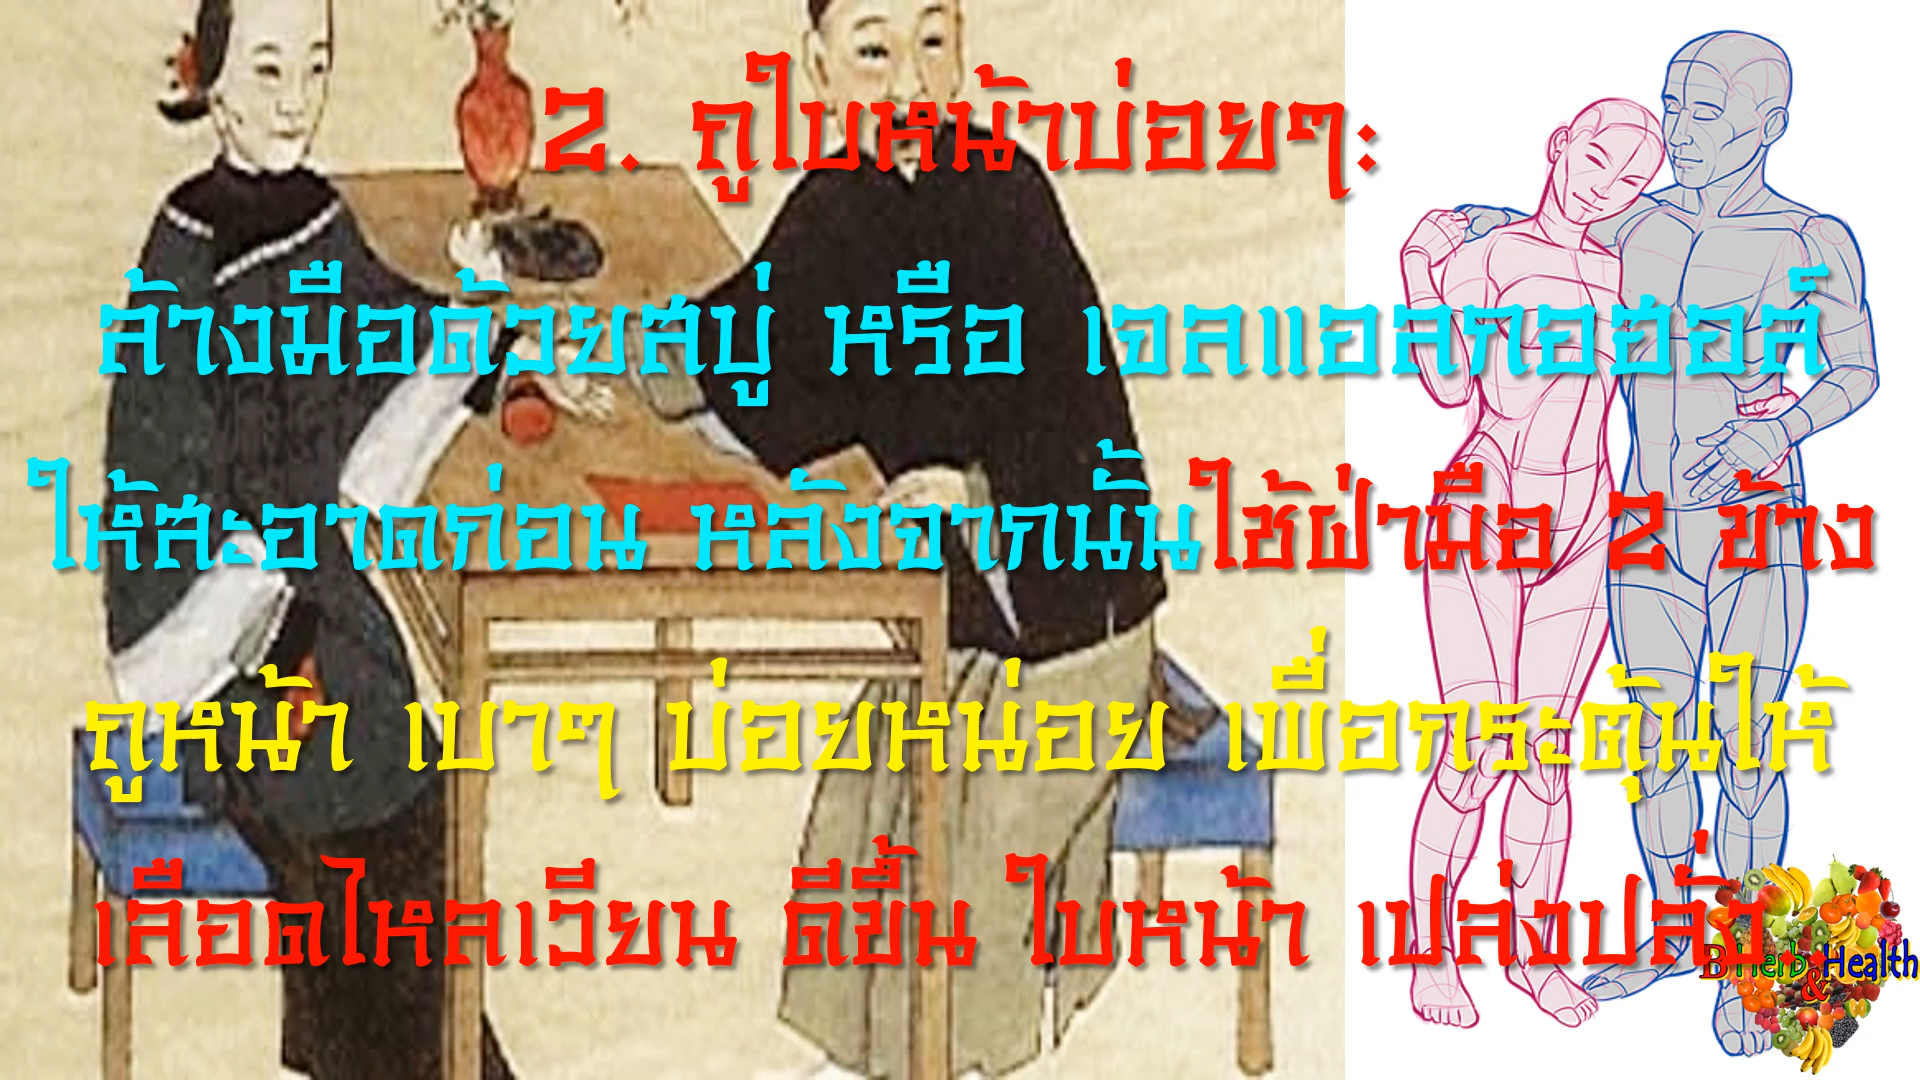 2. ถูใบหน้าบ่อยๆ:
ล้างมือด้วยสบู่ หรือ เจลแอลกอฮอล์
ให้สะอาดก่อน หลังจากนั้นใช้ฝ่ามือ 2 ข้าง
ถูหน้า เบาๆ บ่อยหน่อย เพื่อกระตุ้นให้
เลือดไหลเวียน ดีขึ้น ใบหน้า เปล่งปลั่ง
B Herb & Health